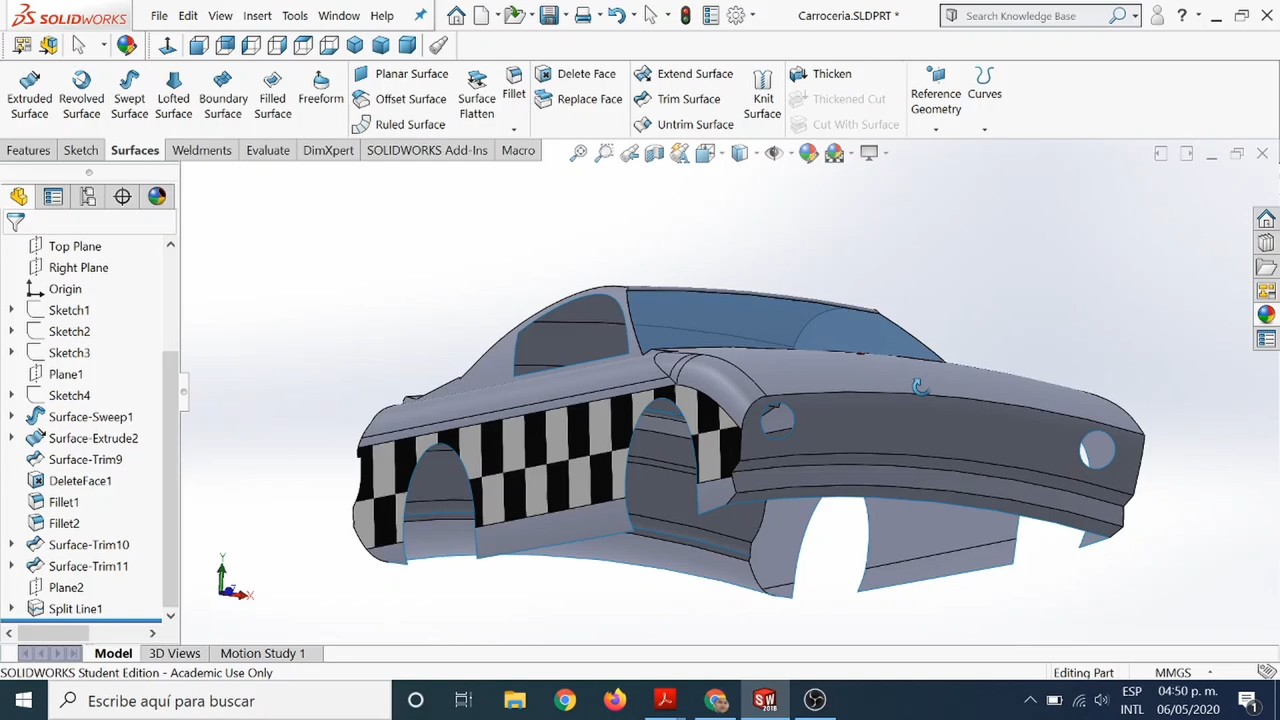 SOLIDWORKS
File Edit View Insert Tools Window Help
Carroceria.SLDPRT *
Search Knowledge Base
?
Extruded Surface
Revolved Surface
Swept Surface
Lofted Surface
Boundary Surface
Filled Surface
Freeform
Planar Surface
Offset Surface
Ruled Surface
Surface Flatten
Fillet
Delete Face
Replace Face
Extend Surface
Trim Surface
Untrim Surface
Knit Surface
Thicken
Thickened Cut
Cut With Surface
Reference Geometry
Curves
Features Sketch Surfaces Weldments Evaluate DimXpert SOLIDWORKS Add-Ins Macro
Top Plane
Right Plane
Origin
Sketch1
Sketch2
Sketch3
Plane1
Sketch4
Surface-Sweep1
Surface-Extrude2
Surface-Trim9
DeleteFace1
Fillet1
Fillet2
Surface-Trim10
Surface-Trim11
Plane2
Split Line1
Y
X
Z
Model 3D Views Motion Study 1
SOLIDWORKS Student Edition - Academic Use Only
Editing Part
MMGS
Escribe aquí para buscar
SW
2018
ESP
INTL
04:50 p. m.
06/05/2020
1